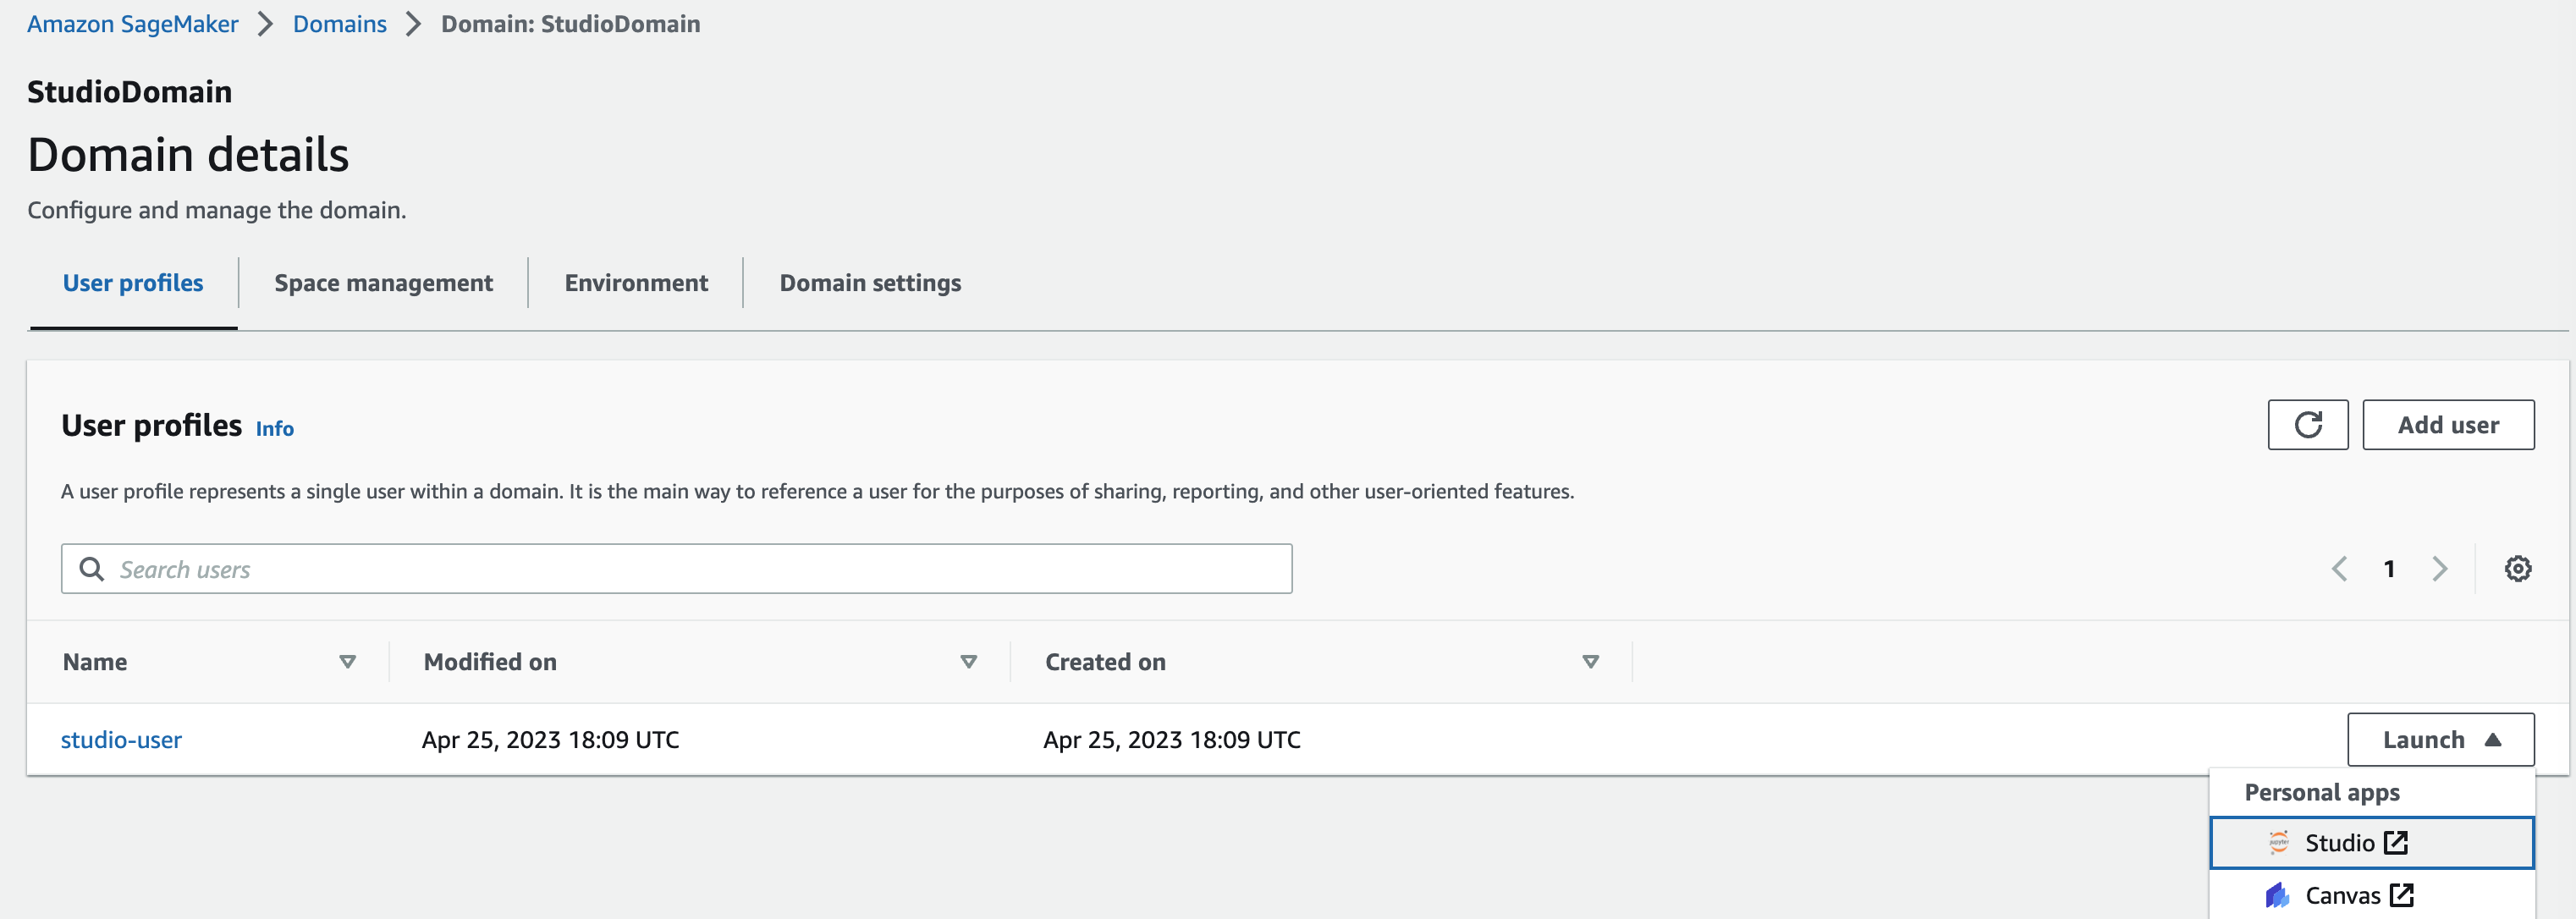 Amazon SageMaker > Domains > Domain: StudioDomain
StudioDomain
Domain details
Configure and manage the domain.
User profiles Space management Environment Domain settings
User profiles Info Add user
A user profile represents a single user within a domain. It is the main way to reference a user for the purposes of sharing, reporting, and other user-oriented features.
Search users 1
Name Modified on Created on
studio-user Apr 25, 2023 18:09 UTC Apr 25, 2023 18:09 UTC Launch
Personal apps
Studio
Canvas